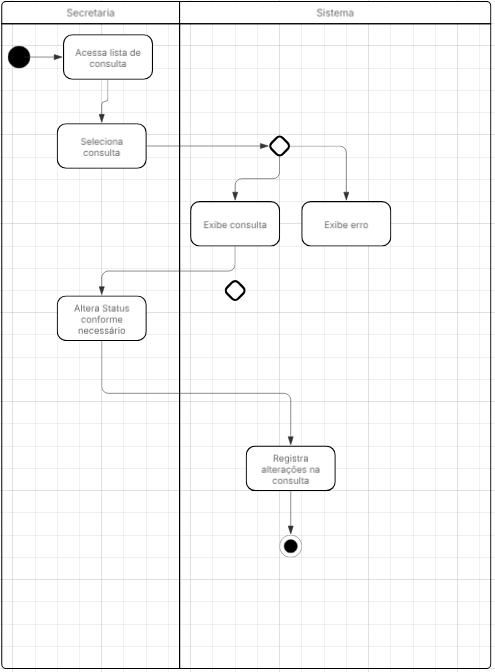 Secretaria
Sistema
Acessa lista de
consulta
Seleciona
consulta
Exibe consulta
Exibe erro
Altera Status
conforme
necessário
Registra
alterações na
consulta